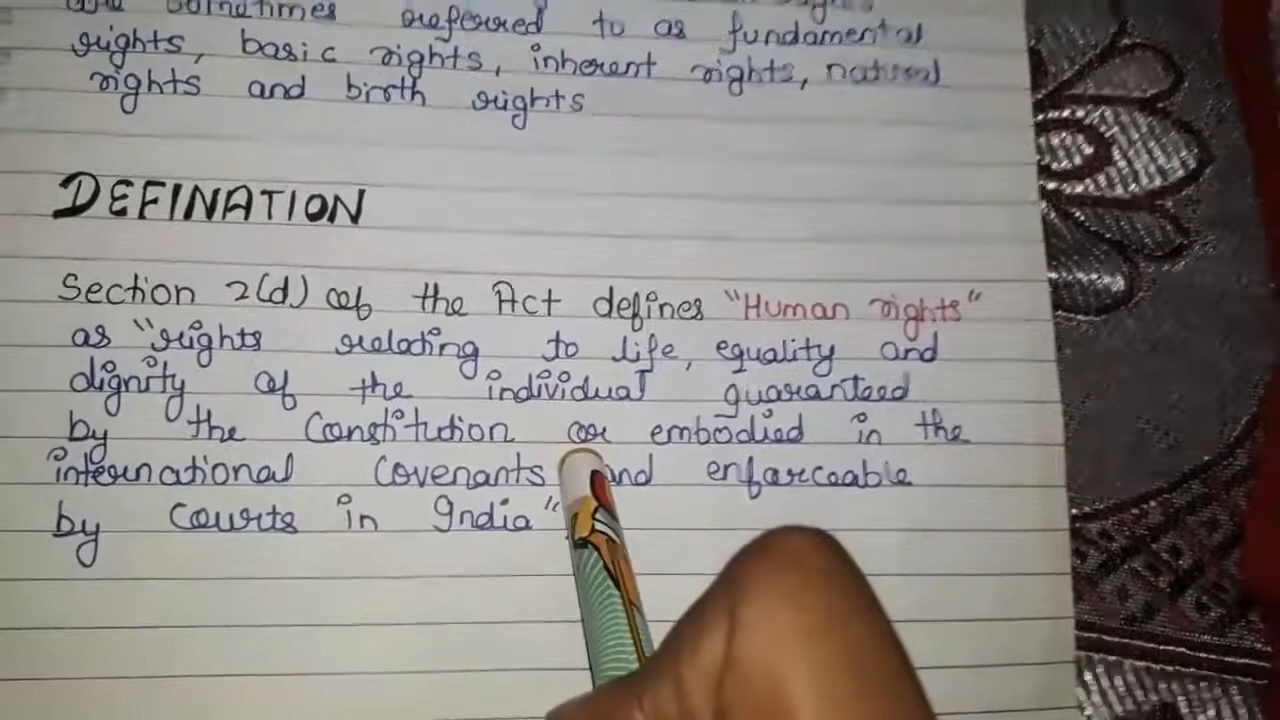 sometimes referred to as fundamental
rights, basic rights, inherent rights, natural
rights and birth rights
DEFINATION
Section 2(d) of the Act defines "Human rights"
as "rights relating to life, equality and
dignity of the individual guaranteed
by the Constitution or embodied in the
international Covenants and enforceable
by Courts in India"